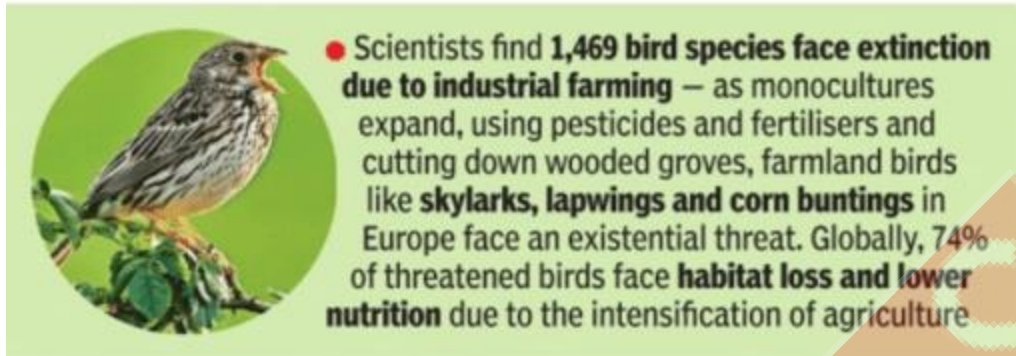 Scientists find 1,469 bird species face extinction
due to industrial farming — as monocultures
expand, using pesticides and fertilisers and
cutting down wooded groves, farmland birds
like skylarks, lapwings and corn buntings in
Europe face an existential threat. Globally, 74%
of threatened birds face habitat loss and lower
nutrition due to the intensification of agriculture